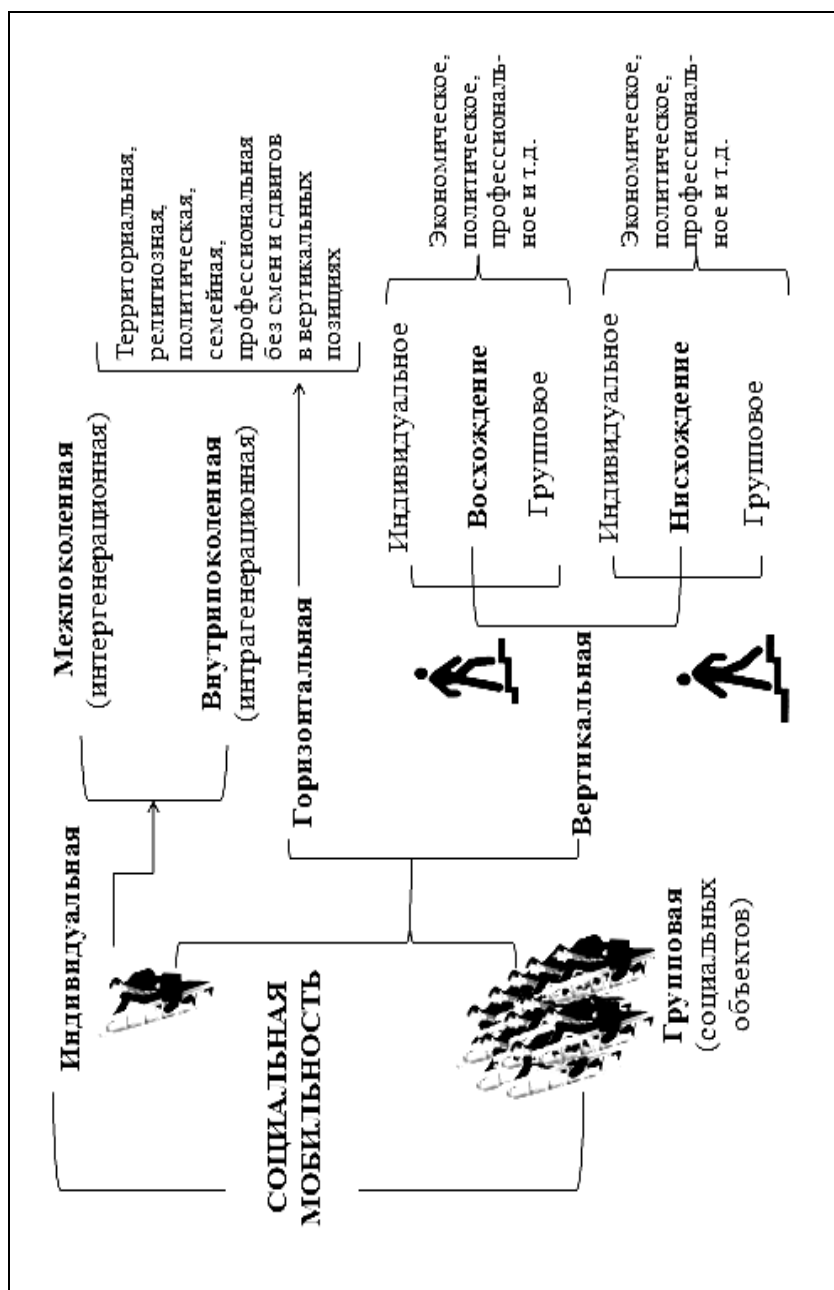 СОЦИАЛЬНАЯ
МОБИЛЬНОСТЬ
Индивидуальная
Групповая
(социальных
объектов)
Межпоколенная
(интергенерационная)
Внутрипоколенная
(интрагенерационная)
Горизонтальная
Территориальная,
религиозная,
политическая,
семейная,
профессиональная
без смен и сдвигов
в вертикальных
позициях
Вертикальная
Индивидуальное
Восхождение
Групповое
Экономическое,
политическое,
профессиональ-
ное и т.д.
Индивидуальное
Нисхождение
Групповое
Экономическое,
политическое,
профессиональ-
ное и т.д.